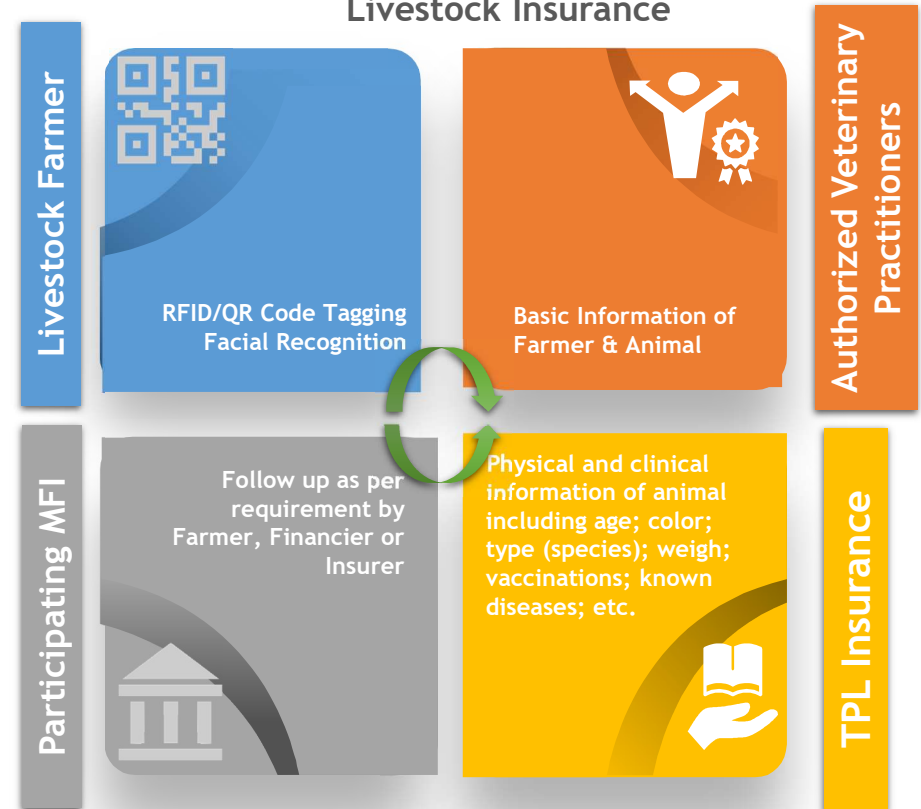 Livestock Insurance
Livestock Farmer
RFID/QR Code Tagging
Facial Recognition
Basic Information of
Farmer & Animal
Authorized Veterinary
Practitioners
Participating MFI
Follow up as per
requirement by
Farmer, Financier or
Insurer
Physical and clinical
information of animal
including age; color;
type (species); weigh;
vaccinations; known
diseases; etc.
TPL Insurance